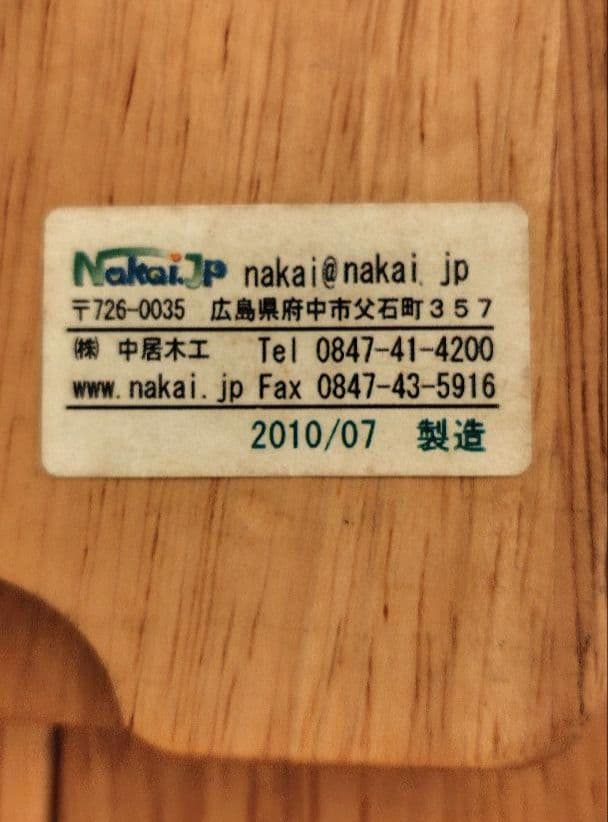 Nakai.Jp nakai@nakai.jp
〒726-0035 広島県府中市父石町３５７
㈱ 中居木工 Tel 0847-41-4200
www.nakai.jp Fax 0847-43-5916
2010/07 製造